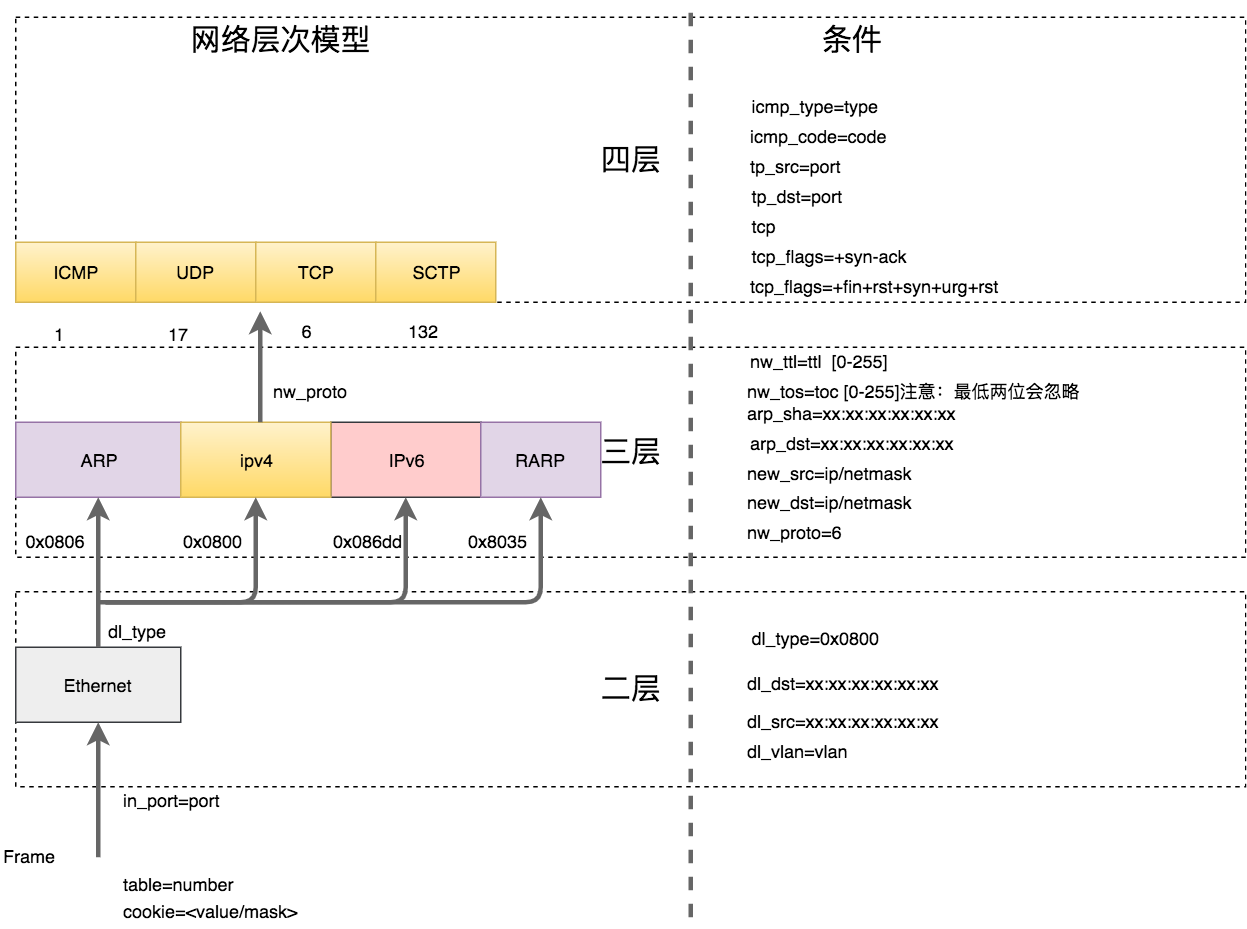 网络层次模型
条件
四层
icmp_type=type
icmp_code=code
tp_src=port
tp_dst=port
tcp
tcp_flags=+syn-ack
tcp_flags=+fin+rst+syn+urg+rst
ICMP
UDP
TCP
SCTP
1
17
6
132
nw_proto
三层
nw_ttl=ttl [0-255]
nw_tos=toc [0-255]注意：最低两位会忽略
arp_sha=xx:xx:xx:xx:xx:xx
arp_dst=xx:xx:xx:xx:xx:xx
new_src=ip/netmask
new_dst=ip/netmask
nw_proto=6
ARP
ipv4
IPv6
RARP
0x0806
0x0800
0x086dd
0x8035
dl_type
Ethernet
二层
dl_type=0x0800
dl_dst=xx:xx:xx:xx:xx:xx
dl_src=xx:xx:xx:xx:xx:xx
dl_vlan=vlan
in_port=port
Frame
table=number
cookie=<value/mask>